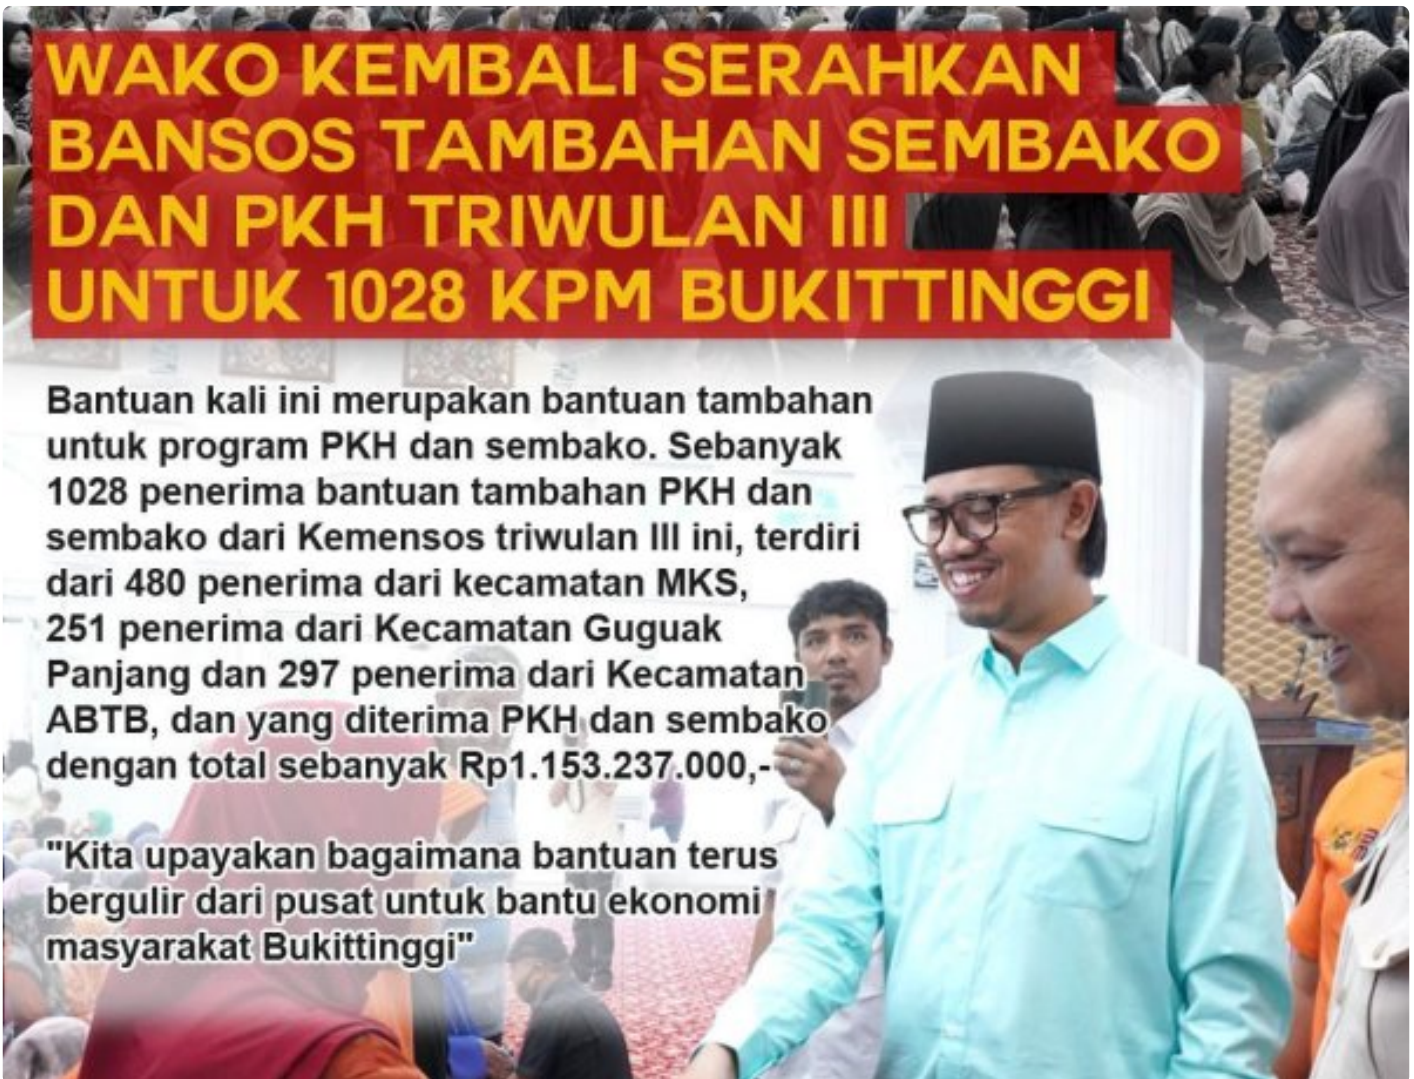 WAKO KEMBALI SERAHKAN
BANSOS TAMBAHAN SEMBAKO
DAN PKH TRIWULAN III
UNTUK 1028 KPM BUKITTINGGI
Bantuan kali ini merupakan bantuan tambahan
untuk program PKH dan sembako. Sebanyak
1028 penerima bantuan tambahan PKH dan
sembako dari Kemensos triwulan III ini, terdiri
dari 480 penerima dari kecamatan MKS,
251 penerima dari Kecamatan Guguak
Panjang dan 297 penerima dari Kecamatan
ABTB, dan yang diterima PKH dan sembako
dengan total sebanyak Rp1.153.237.000,-
"Kita upayakan bagaimana bantuan terus
bergulir dari pusat untuk bantu ekonomi
masyarakat Bukittinggi"